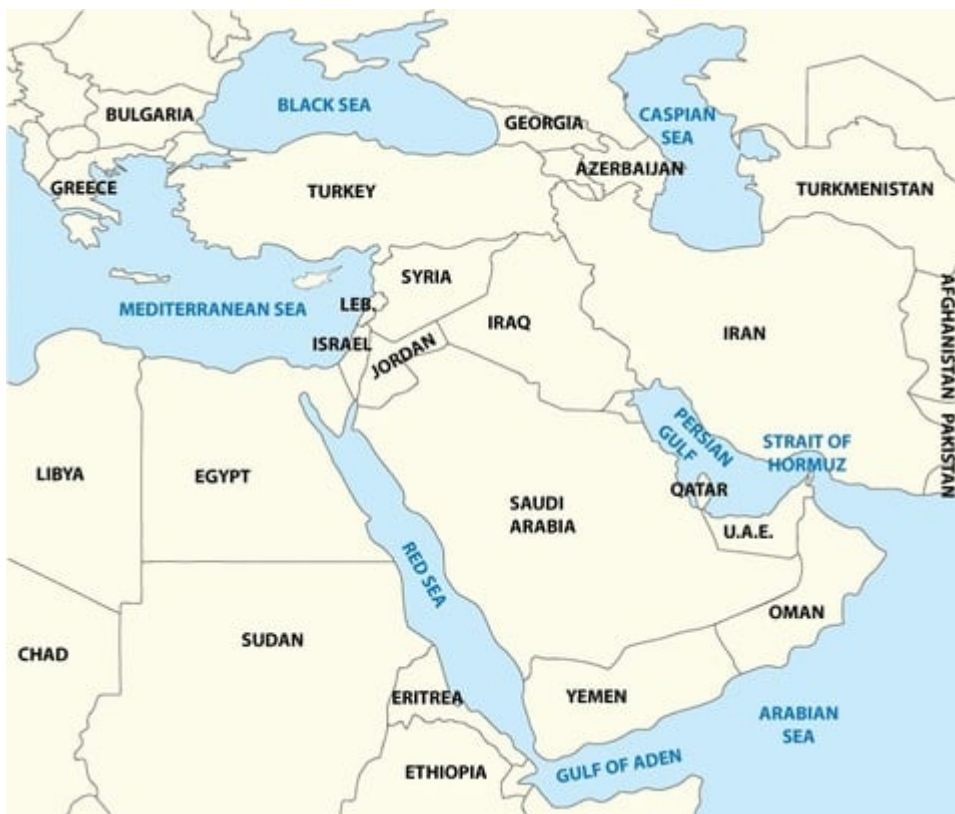 BLACK SEA
BULGARIA
CASPIAN
SEA
GEORGIA
AZERBAIJAN
GREECE
TURKEY
TURKMENISTAN
SYRIA
LEB.
MEDITERRANEAN SEA
IRAQ
IRAN
AFGHANISTAN
ISRAEL
JORDAN
PERSIAN
GULF
STRAIT OF
HORMUZ
PAKISTAN
LIBYA
EGYPT
QATAR
SAUDI
ARABIA
U.A.E.
RED SEA
OMAN
SUDAN
CHAD
ERITREA
YEMEN
ARABIAN
SEA
GULF OF ADEN
ETHIOPIA